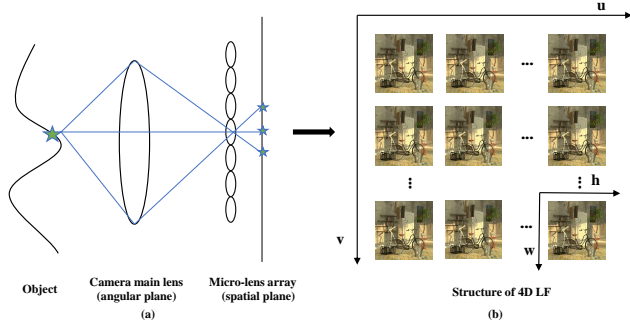 u
...
...
...
...
h
v
w
...
Object
Camera main lens
(angular plane)
Micro-lens array
(spatial plane)
Structure of 4D LF
(a)
(b)